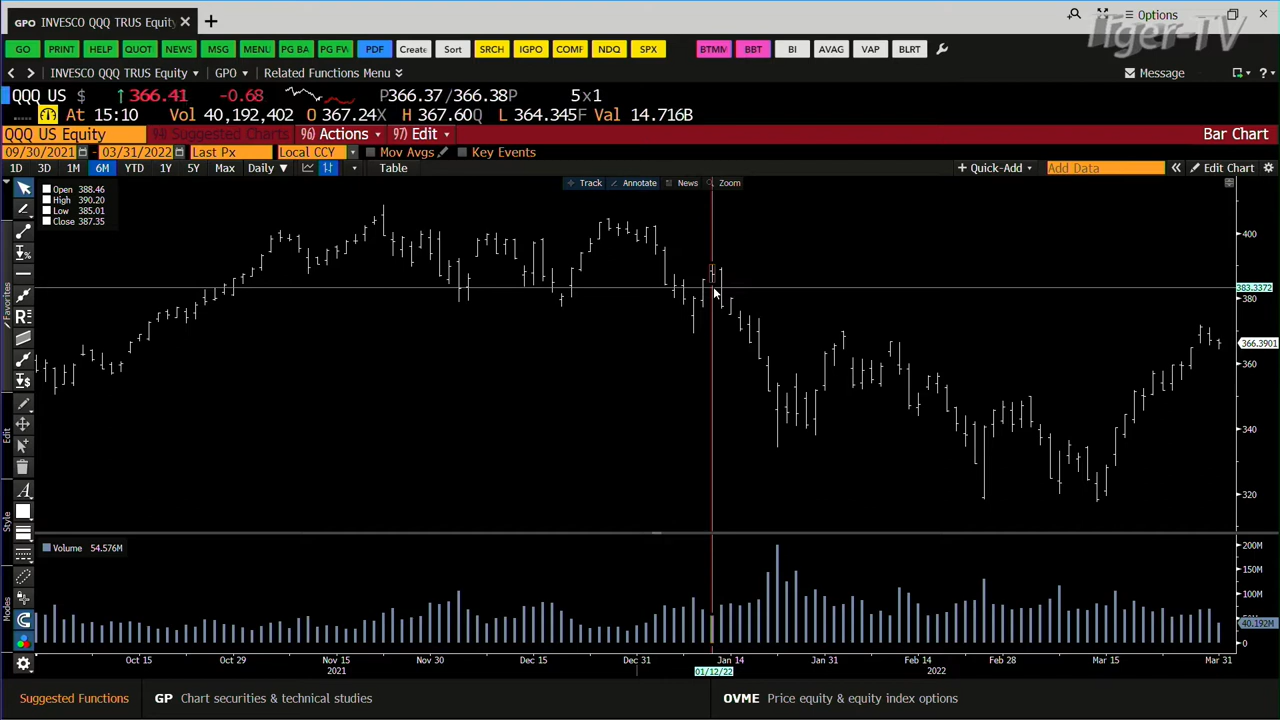 GPO INVESCO QQQ TRUS Equity
Options
Tiger-TV
GO PRINT HELP QUOT NEWS MSG MENU PG BA PG FW PDF Create Sort SRCH IGPO COMF NDQ SPX BTMM BBT BI AVAG VAP BLRT
INVESCO QQQ TRUS Equity GPO Related Functions Menu Message ?
QQQ US $ 366.41 -0.68 P366.37/366.38P 5x1
At 15:10 Vol 40,192,402 O 367.24X H 367.60Q L 364.345F Val 14.716B
QQQ US Equity 94) Suggested Charts 96) Actions 97) Edit Bar Chart
09/30/2021 - 03/31/2022 Last Px Local CCY Mov Avgs Key Events
1D 3D 1M 6M YTD 1Y 5Y Max Daily Table Quick-Add Add Data Edit Chart
Track Annotate News Zoom
Open 388.46
High 390.20
Low 385.01
Close 387.35
400
383.3372
380
366.3901
360
340
320
Favorites
Edit
Style
Modes
Volume 54.576M
200M
150M
100M
40.192M
0
Oct 15 Oct 29 Nov 15 Nov 30 Dec 15 Dec 31 Jan 14 Jan 31 Feb 14 Feb 28 Mar 15 Mar 31
2021 01/12/22 2022
Suggested Functions GP Chart securities & technical studies OVME Price equity & equity index options